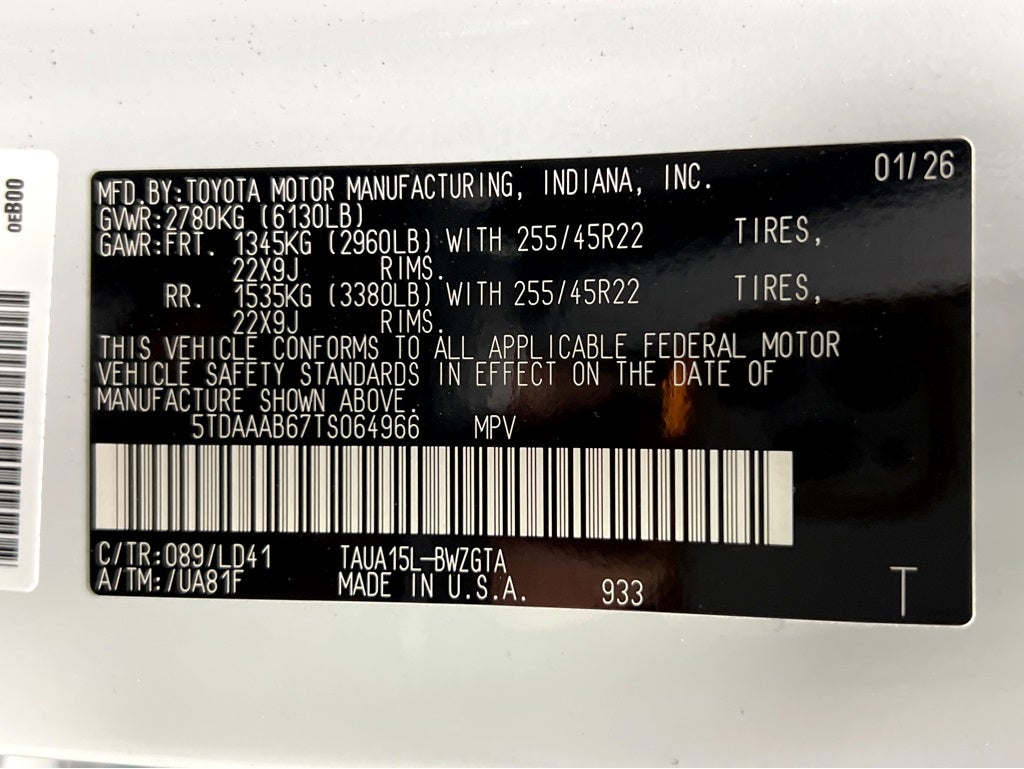 0EB00
MFD.BY:TOYOTA MOTOR MANUFACTURING, INDIANA, INC. 01/26
GVWR:2780KG (6130LB)
GAWR:FRT. 1345KG (2960LB) WITH 255/45R22 TIRES,
22X9J RIMS.
RR. 1535KG (3380LB) WITH 255/45R22 TIRES,
22X9J RIMS.
THIS VEHICLE CONFORMS TO ALL APPLICABLE FEDERAL MOTOR
VEHICLE SAFETY STANDARDS IN EFFECT ON THE DATE OF
MANUFACTURE SHOWN ABOVE.
5TDAAAB67TS064966 MPV
C/TR:089/LD41 TAUA15L-BWZGTA
A/TM:/UA81F MADE IN U.S.A. 933 T